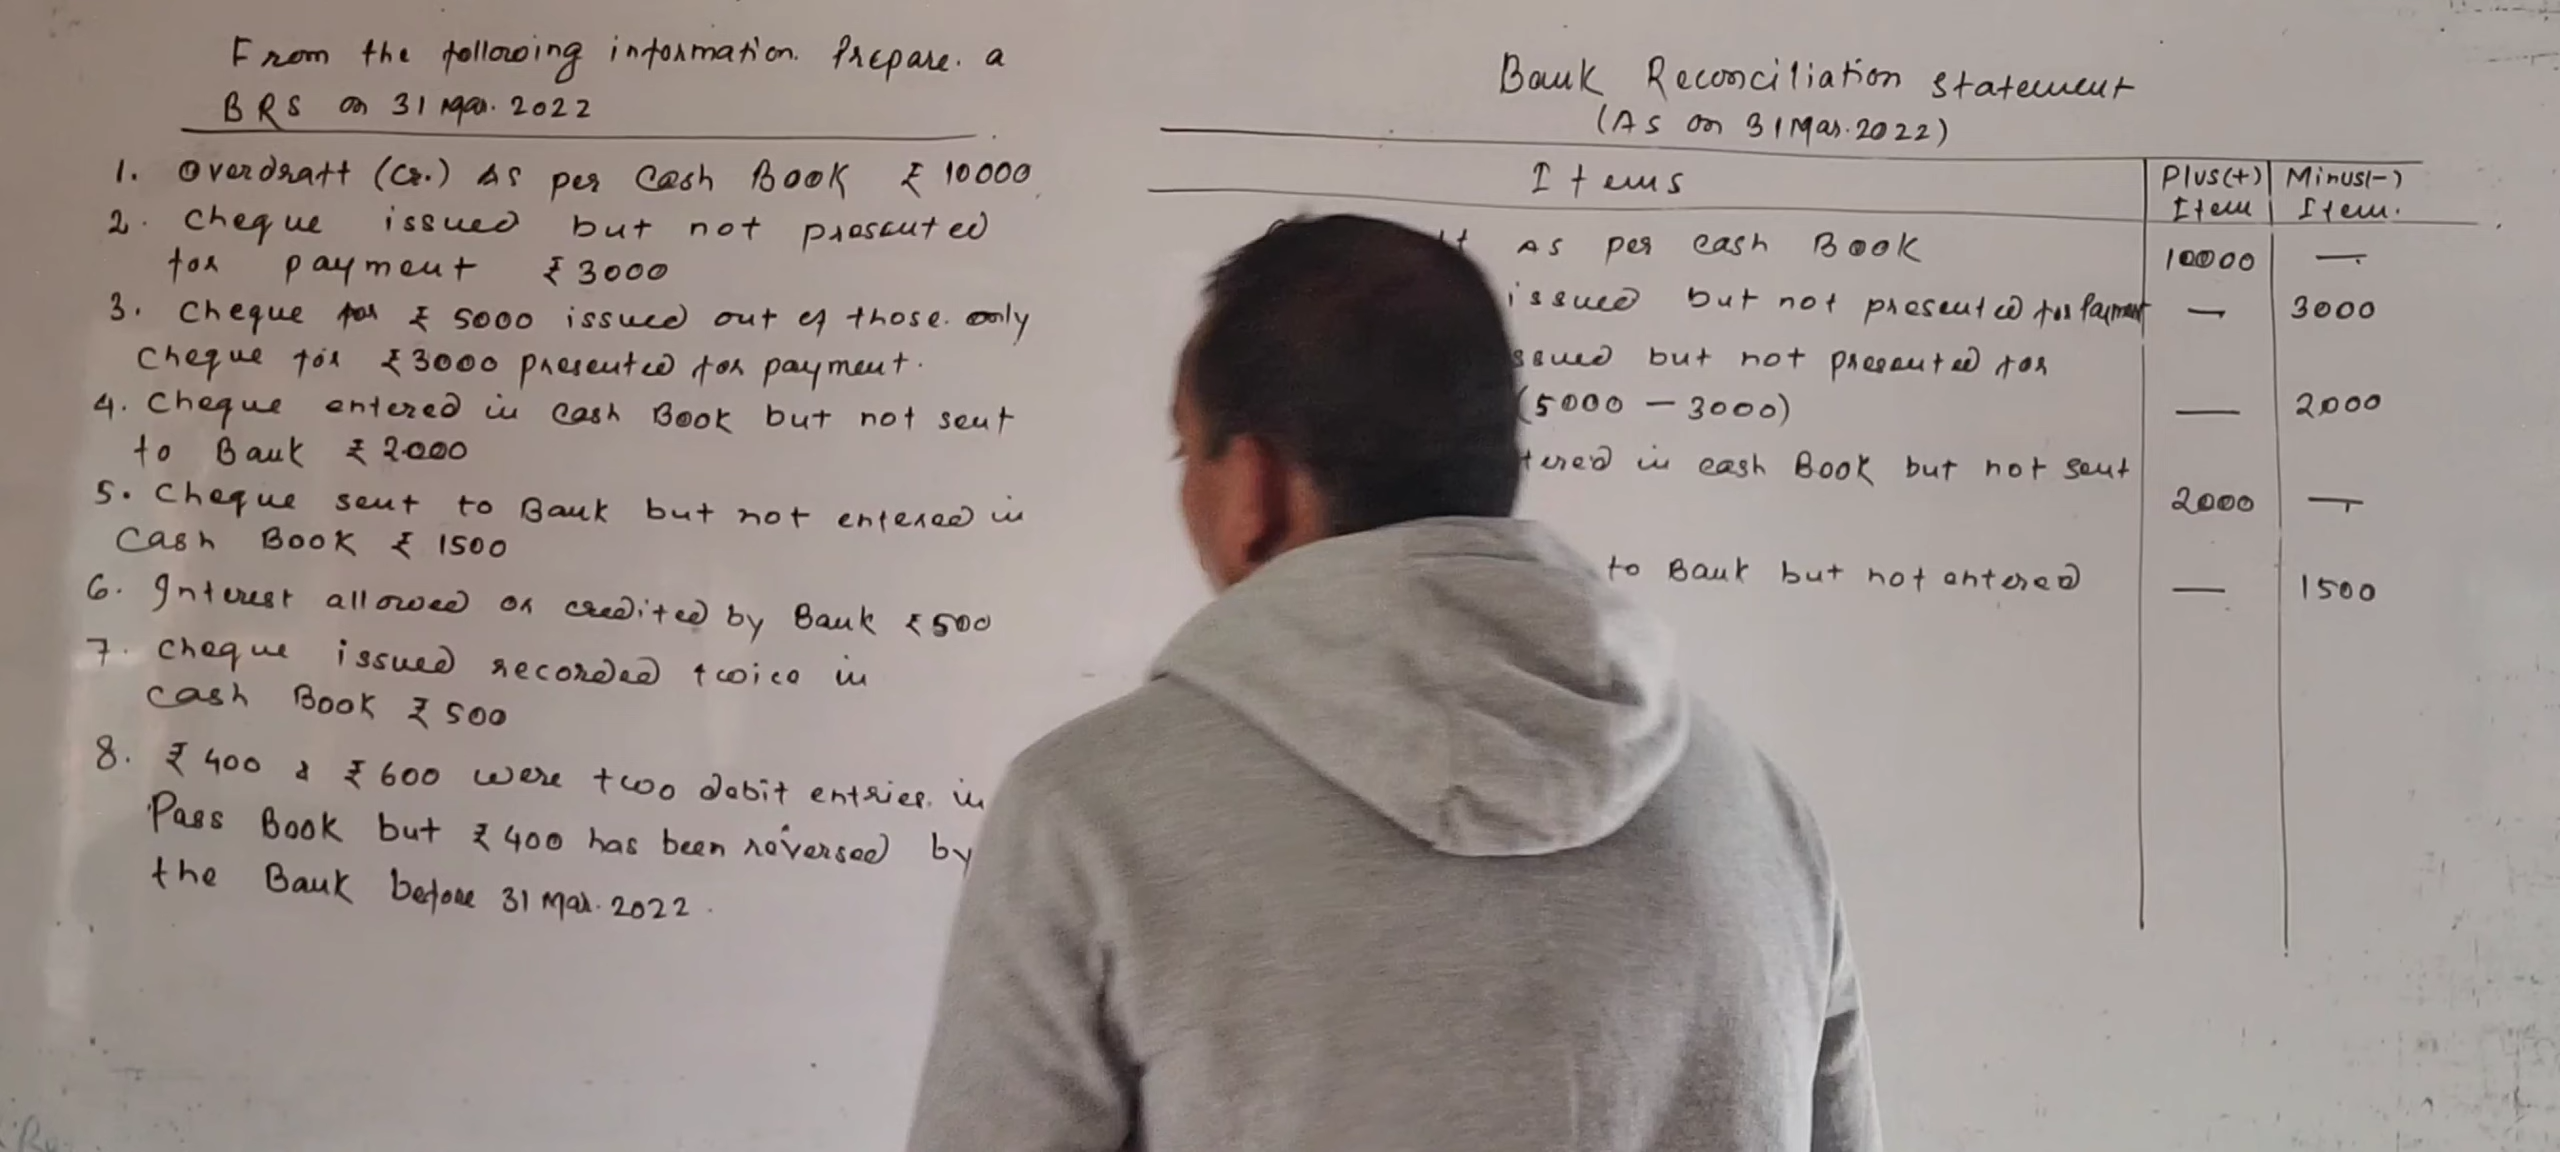 From the following information. Prepare. a
BRS on 31 Mar. 2022
1. Overdraft (Cr.) As per Cash Book ₹ 10000
2. Cheque issued but not presented
for payment ₹ 3000
3. Cheque for ₹ 5000 issued out of those. only
Cheque for ₹ 3000 presented for payment.
4. Cheque entered in Cash Book but not sent
to Bank ₹ 2000
5. Cheque sent to Bank but not entered in
Cash Book ₹ 1500
6. Interest allowed or credited by Bank ₹ 500
7. Cheque issued recorded twice in
Cash Book ₹ 500
8. ₹ 400 & ₹ 600 were two debit entries. in
Pass Book but ₹ 400 has been reversed by
the Bank before 31 Mar. 2022.
Bank Reconciliation Statement
(As on 31 Mar. 2022)
Items Plus(+) Item Minus(-) Item.
As per Cash Book 10000 —
issued but not presented for Payment — 3000
ssued but not presented for
(5000 - 3000) — 2000
tered in cash Book but not sent
2000 —
to Bank but not entered — 1500